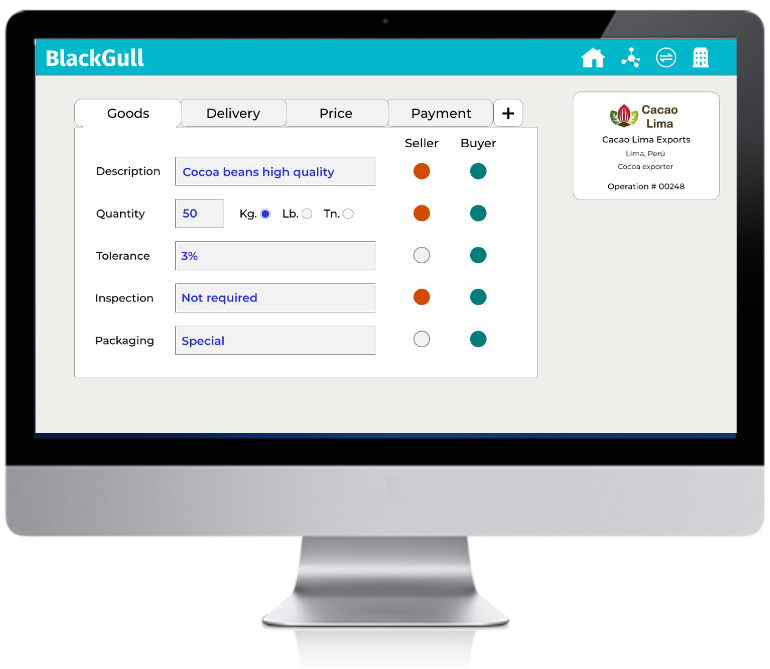 BlackGull
Goods Delivery Price Payment +
Seller Buyer
Description Cocoa beans high quality
Quantity 50 Kg. Lb. Tn.
Tolerance 3%
Inspection Not required
Packaging Special
Cacao
Lima
Cacao Lima Exports
Lima, Perú
Cocoa exporter
Operation # 00248